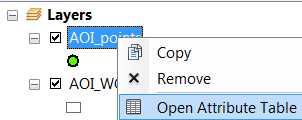 Layers
AOI_points
Copy
Remove
AOI_WC
Open Attribute Table